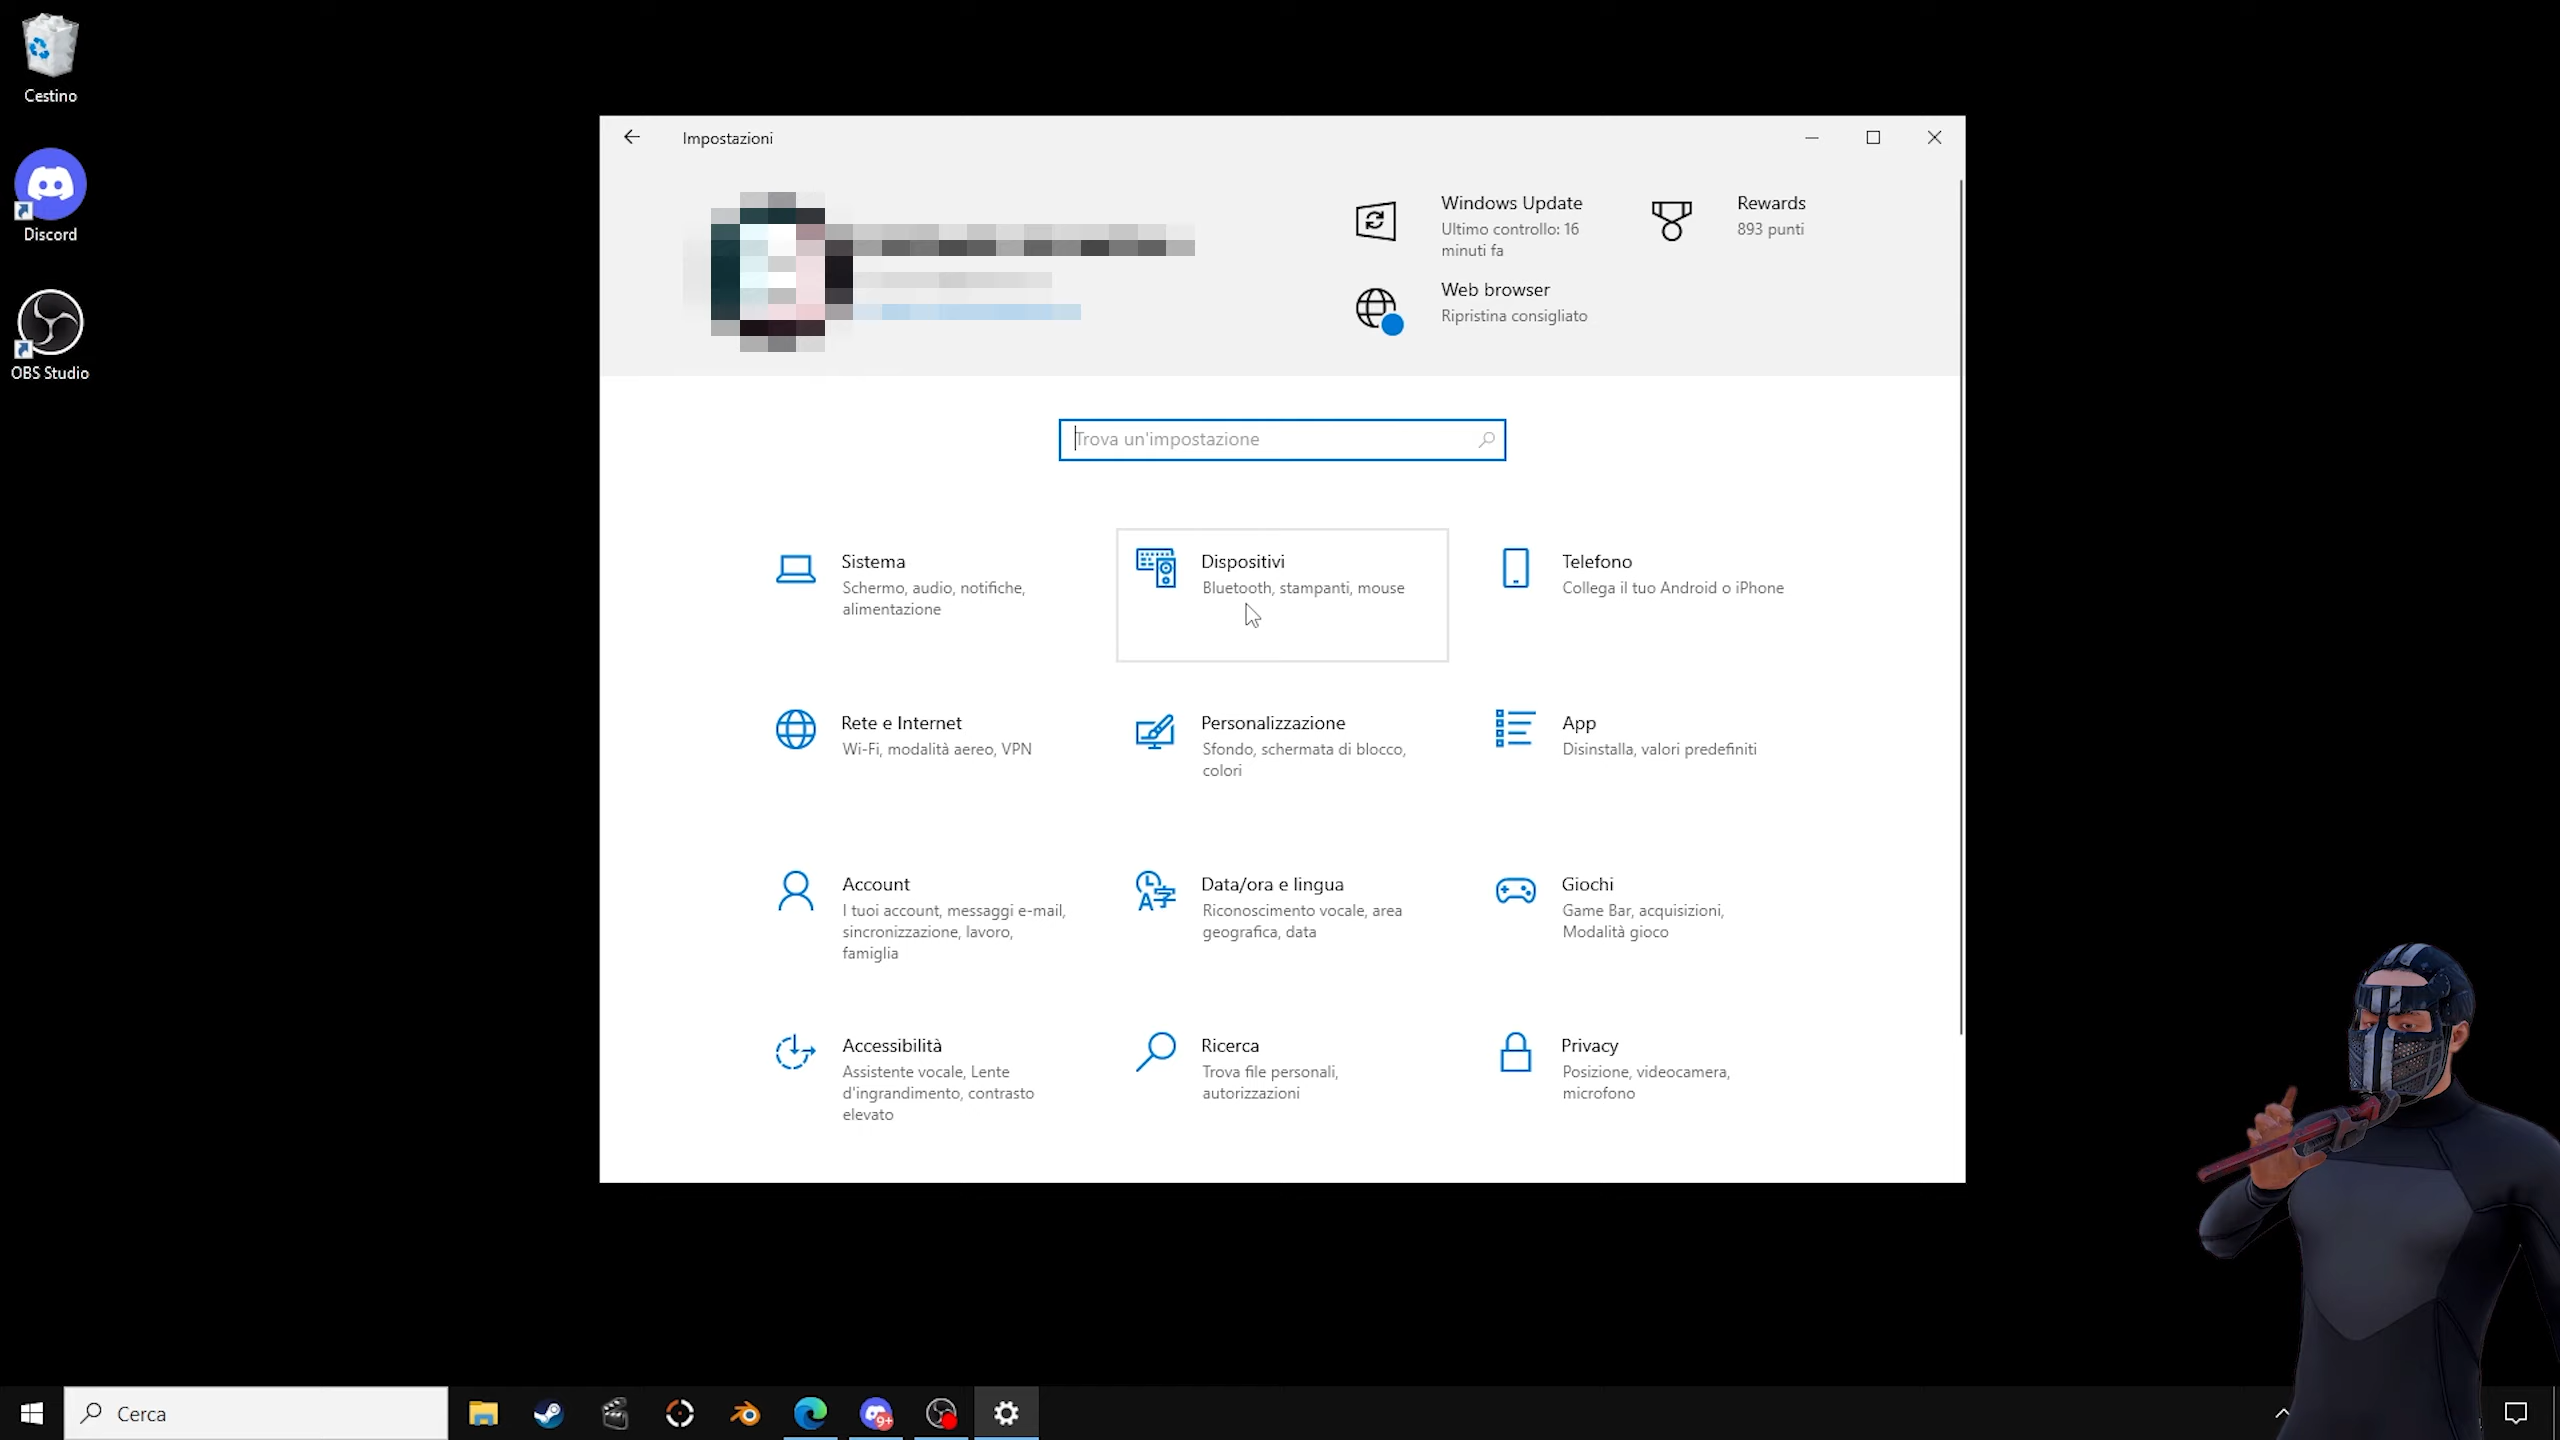 Cestino
Discord
OBS Studio
Impostazioni
Windows Update
Ultimo controllo: 16
minuti fa
Rewards
893 punti
Web browser
Ripristina consigliato
Trova un'impostazione
Sistema
Schermo, audio, notifiche,
alimentazione
Dispositivi
Bluetooth, stampanti, mouse
Telefono
Collega il tuo Android o iPhone
Rete e Internet
Wi-Fi, modalità aereo, VPN
Personalizzazione
Sfondo, schermata di blocco,
colori
App
Disinstalla, valori predefiniti
Account
I tuoi account, messaggi e-mail,
sincronizzazione, lavoro,
famiglia
Data/ora e lingua
Riconoscimento vocale, area
geografica, data
Giochi
Game Bar, acquisizioni,
Modalità gioco
Accessibilità
Assistente vocale, Lente
d'ingrandimento, contrasto
elevato
Ricerca
Trova file personali,
autorizzazioni
Privacy
Posizione, videocamera,
microfono
Cerca
9+